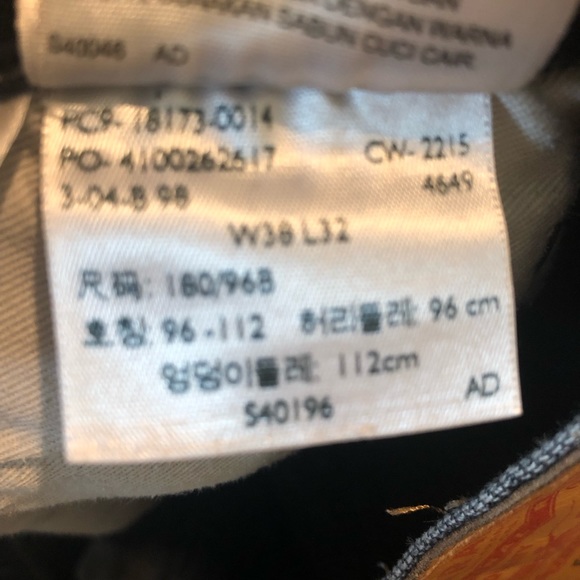 DENGAN WARNA
SABUN CUCI CAIR
S40046 AD
PC9- 18173-0014
PO- 4100262617 CW- 2215
3-04-B 98 4649
W38 L32
尺码: 180/96B
호칭: 96 -112 허리둘레: 96 cm
엉덩이둘레: 112cm
S40196 AD